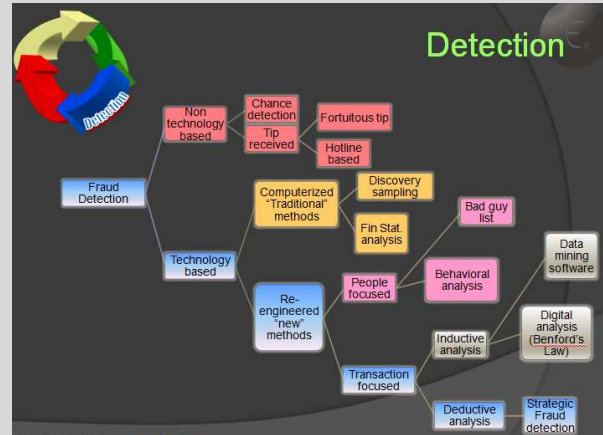 Detection
Detection
Non
technology
based
Chance
detection
Tip
received
Fortuitous tip
Hotline
based
Fraud
Detection
Technology
based
Computerized
"Traditional"
methods
Discovery
sampling
Fin Stat.
analysis
Re-
engineered
"new"
methods
People
focused
Bad guy
list
Behavioral
analysis
Transaction
focused
Inductive
analysis
Data
mining
software
Digital
analysis
(Benford's
Law)
Deductive
analysis
Strategic
Fraud
detection